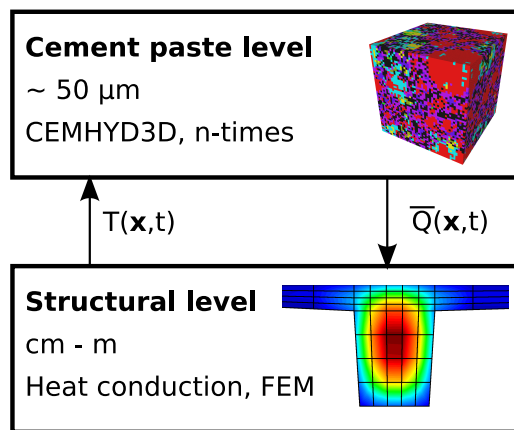 Cement paste level
~ 50 µm
CEMHYD3D, n-times
T(x,t)
Q̅(x,t)
Structural level
cm - m
Heat conduction, FEM